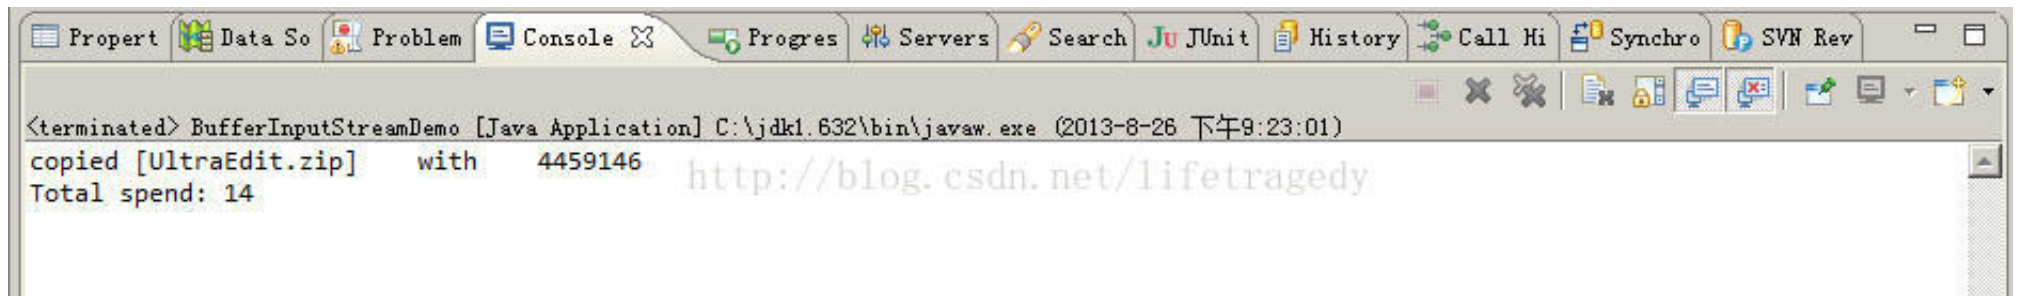 Propert Data So Problem Console Progres Servers Search JUnit History Call Hi Synchro SVN Rev
<terminated> BufferInputStreamDemo [Java Application] C:\jdk1.632\bin\javaw.exe (2013-8-26 下午9:23:01)
copied [UltraEdit.zip] with 4459146
Total spend: 14
http://blog.csdn.net/lifetragedy